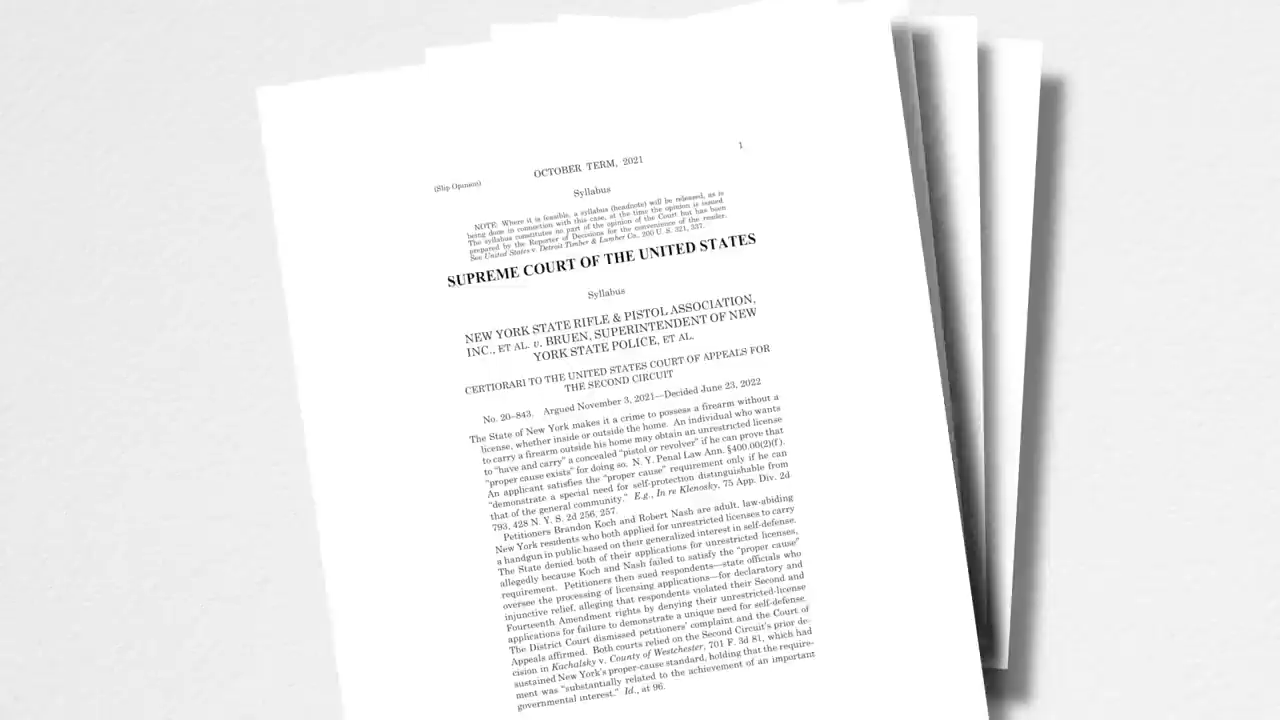 1
OCTOBER TERM, 2021
(Slip Opinion)
Syllabus
NOTE: Where it is feasible, a syllabus (headnote) will be released, as is
being done in connection with this case, at the time the opinion is issued.
The syllabus constitutes no part of the opinion of the Court but has been
prepared by the Reporter of Decisions for the convenience of the reader.
See United States v. Detroit Timber & Lumber Co., 200 U. S. 321, 337.
SUPREME COURT OF THE UNITED STATES
Syllabus
NEW YORK STATE RIFLE & PISTOL ASSOCIATION,
INC., ET AL. v. BRUEN, SUPERINTENDENT OF NEW
YORK STATE POLICE, ET AL.
CERTIORARI TO THE UNITED STATES COURT OF APPEALS FOR
THE SECOND CIRCUIT
No. 20–843. Argued November 3, 2021—Decided June 23, 2022
The State of New York makes it a crime to possess a firearm without a
license, whether inside or outside the home. An individual who wants
to carry a firearm outside his home may obtain an unrestricted license
to “have and carry” a concealed “pistol or revolver” if he can prove that
“proper cause exists” for doing so. N. Y. Penal Law Ann. §400.00(2)(f).
An applicant satisfies the “proper cause” requirement only if he can
“demonstrate a special need for self-protection distinguishable from
that of the general community.” E.g., In re Klenosky, 75 App. Div. 2d
793, 428 N. Y. S. 2d 256, 257.
Petitioners Brandon Koch and Robert Nash are adult, law-abiding
New York residents who both applied for unrestricted licenses to carry
a handgun in public based on their generalized interest in self-defense.
The State denied both of their applications for unrestricted licenses,
allegedly because Koch and Nash failed to satisfy the “proper cause”
requirement. Petitioners then sued respondents—state officials who
oversee the processing of licensing applications—for declaratory and
injunctive relief, alleging that respondents violated their Second and
Fourteenth Amendment rights by denying their unrestricted-license
applications for failure to demonstrate a unique need for self-defense.
The District Court dismissed petitioners’ complaint and the Court of
Appeals affirmed. Both courts relied on the Second Circuit’s prior de-
cision in Kachalsky v. County of Westchester, 701 F. 3d 81, which had
sustained New York’s proper-cause standard, holding that the require-
ment was “substantially related to the achievement of an important
governmental interest.” Id., at 96.